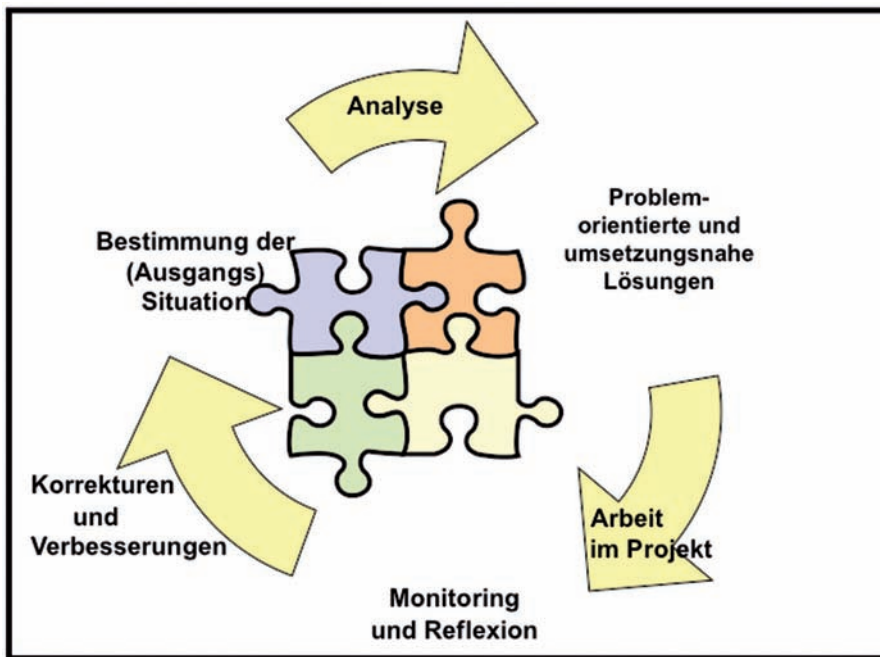 Analyse
Problem-
orientierte und
umsetzungsnahe
Lösungen
Bestimmung der
(Ausgangs)
Situation
Arbeit
im Projekt
Monitoring
und Reflexion
Korrekturen
und
Verbesserungen